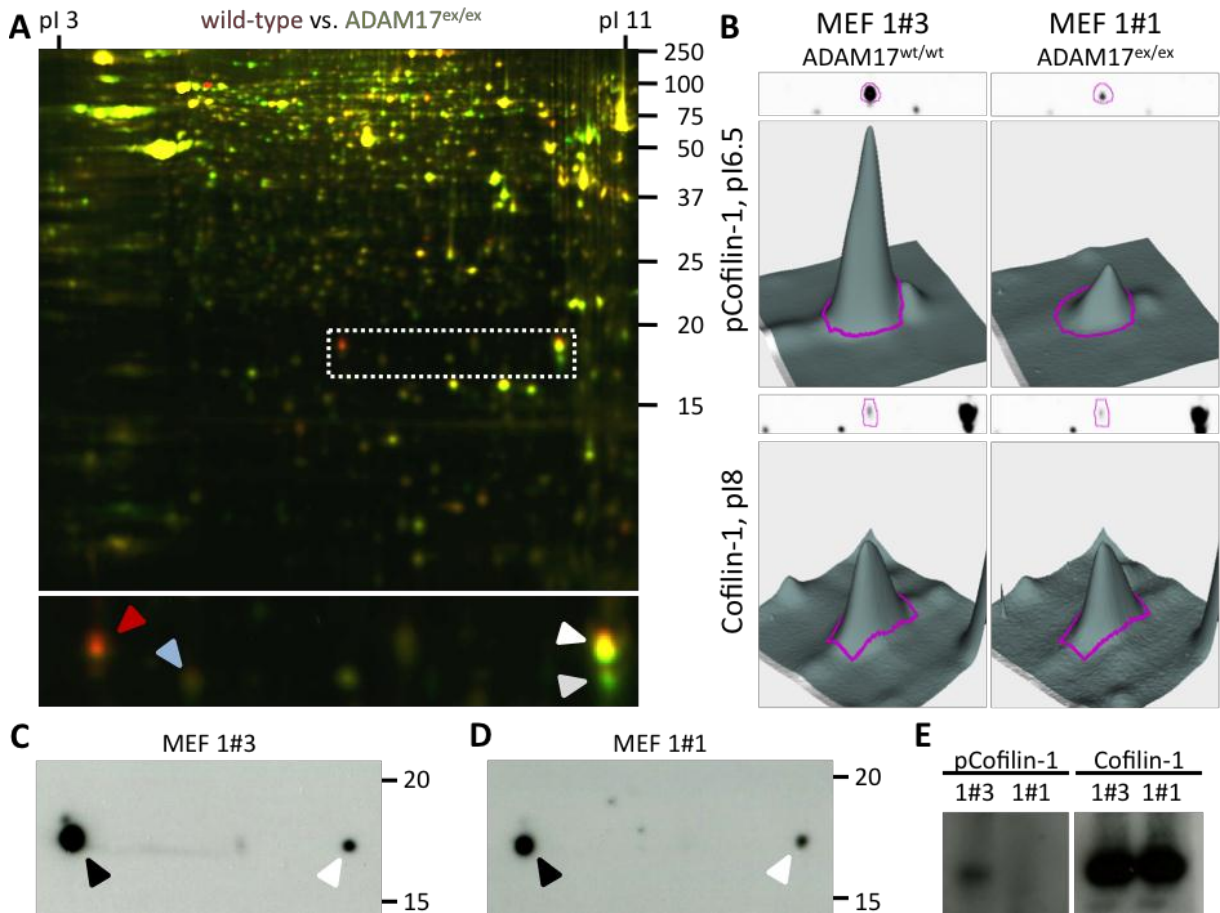 A
pI 3
wild-type vs. ADAM17ex/ex
pI 11
250
100
75
50
37
25
20
15
B
MEF 1#3
ADAM17wt/wt
MEF 1#1
ADAM17ex/ex
pCofilin-1, pI6.5
Cofilin-1, pI8
C
MEF 1#3
20
15
D
MEF 1#1
20
15
E
pCofilin-1
Cofilin-1
1#3 1#1
1#3 1#1